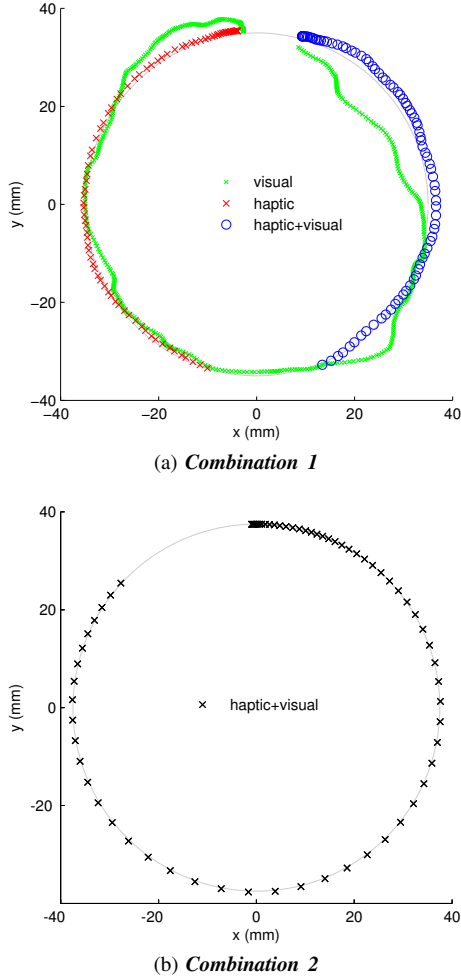 40
20
0
−20
−40
y (mm)
× visual
× haptic
haptic+visual
−40 −20 0 20 40
x (mm)
(a) Combination 1
40
20
0
-20
y (mm)
× haptic+visual
-40 -20 0 20 40
x (mm)
(b) Combination 2